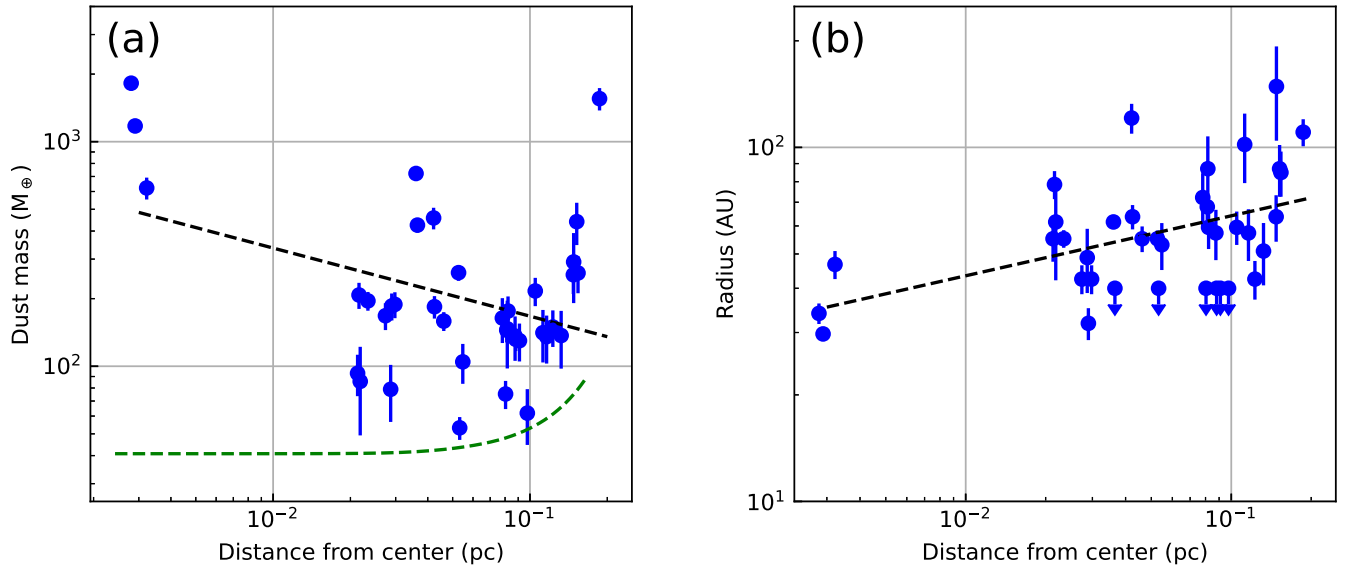 (a)
Dust mass (M⊕)
10³
10²
10⁻²
10⁻¹
Distance from center (pc)
(b)
Radius (AU)
10²
10¹
10⁻²
10⁻¹
Distance from center (pc)